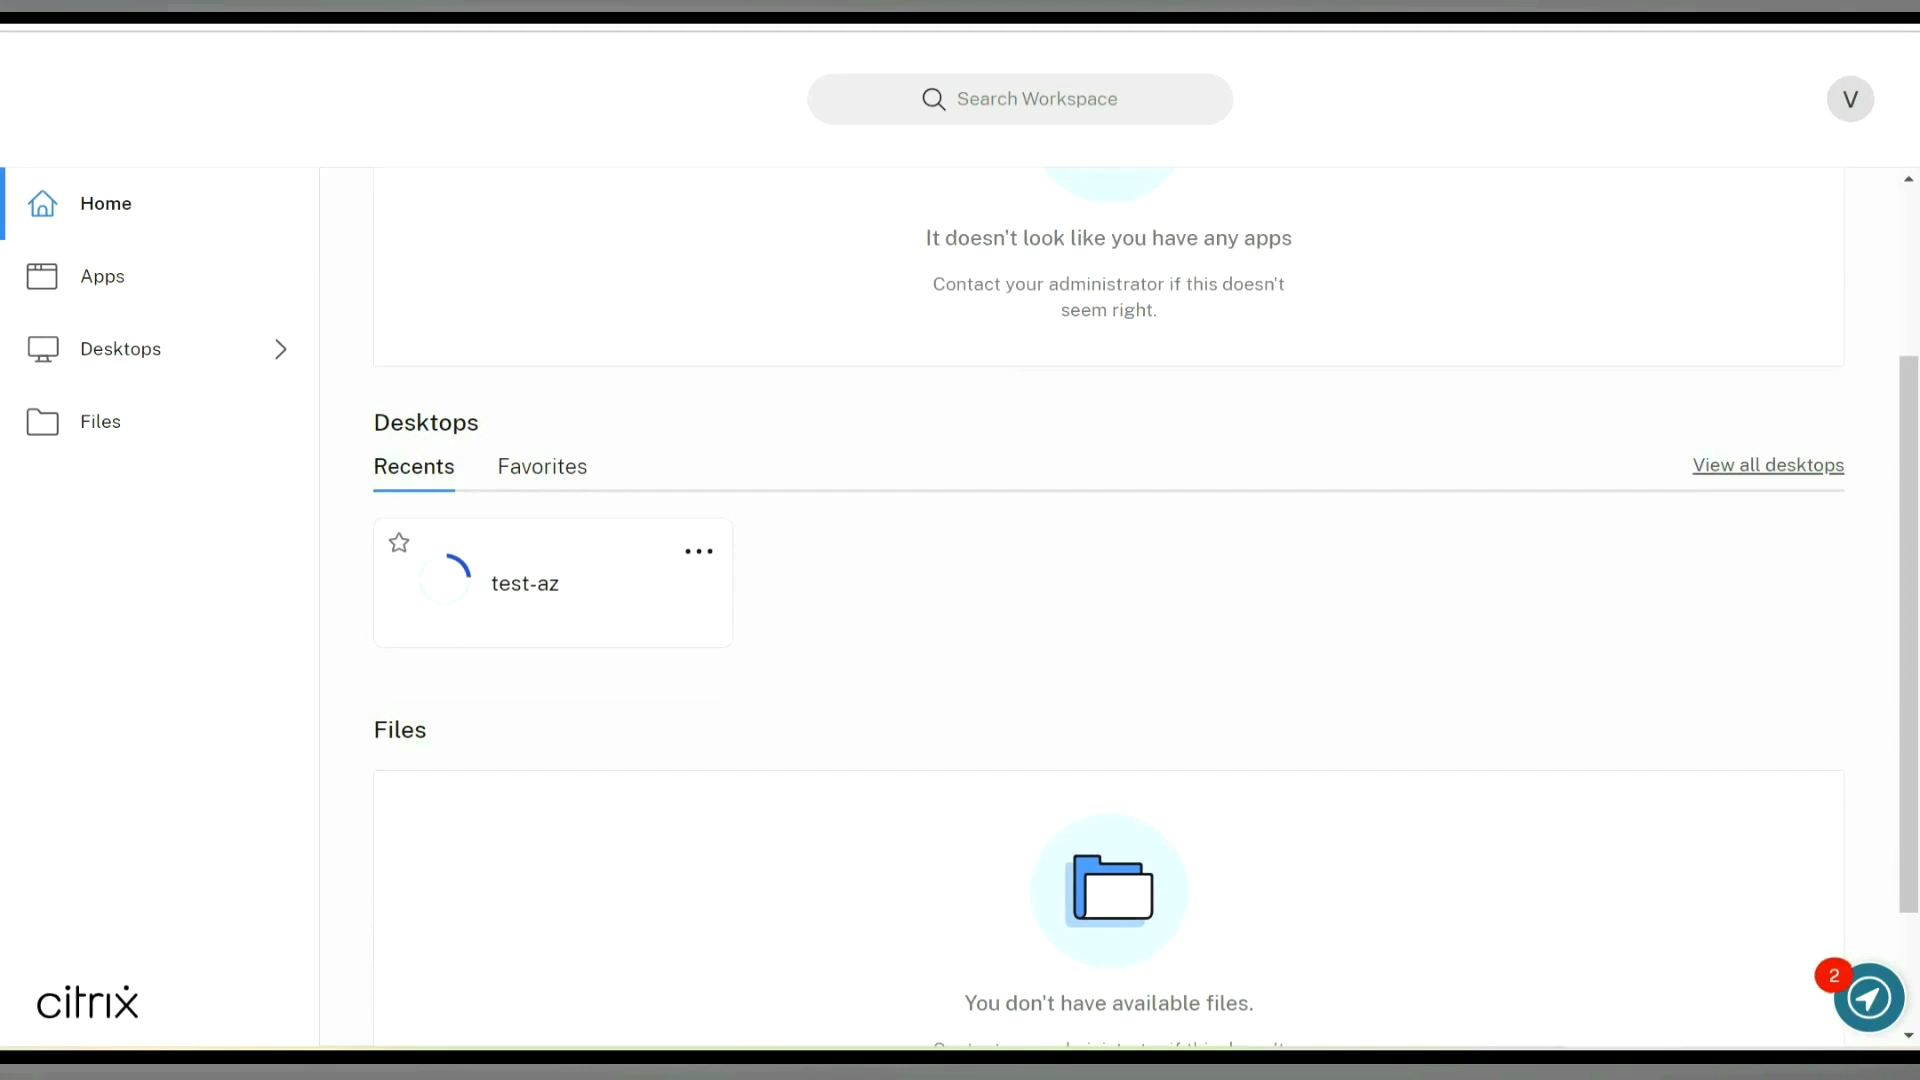 Search Workspace
V
Home
Apps
Desktops
Files
It doesn't look like you have any apps
Contact your administrator if this doesn't
seem right.
Desktops
Recents
Favorites
View all desktops
test-az
Files
You don't have available files.
2
citrix